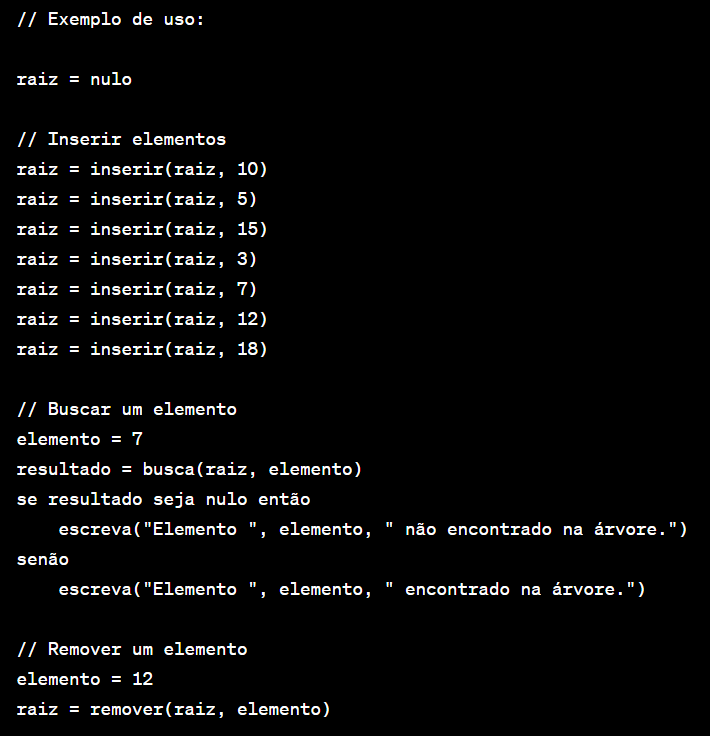 // Exemplo de uso:
raiz = nulo
// Inserir elementos
raiz = inserir(raiz, 10)
raiz = inserir(raiz, 5)
raiz = inserir(raiz, 15)
raiz = inserir(raiz, 3)
raiz = inserir(raiz, 7)
raiz = inserir(raiz, 12)
raiz = inserir(raiz, 18)
// Buscar um elemento
elemento = 7
resultado = busca(raiz, elemento)
se resultado seja nulo então
    escreva("Elemento ", elemento, " não encontrado na árvore.")
senão
    escreva("Elemento ", elemento, " encontrado na árvore.")
// Remover um elemento
elemento = 12
raiz = remover(raiz, elemento)